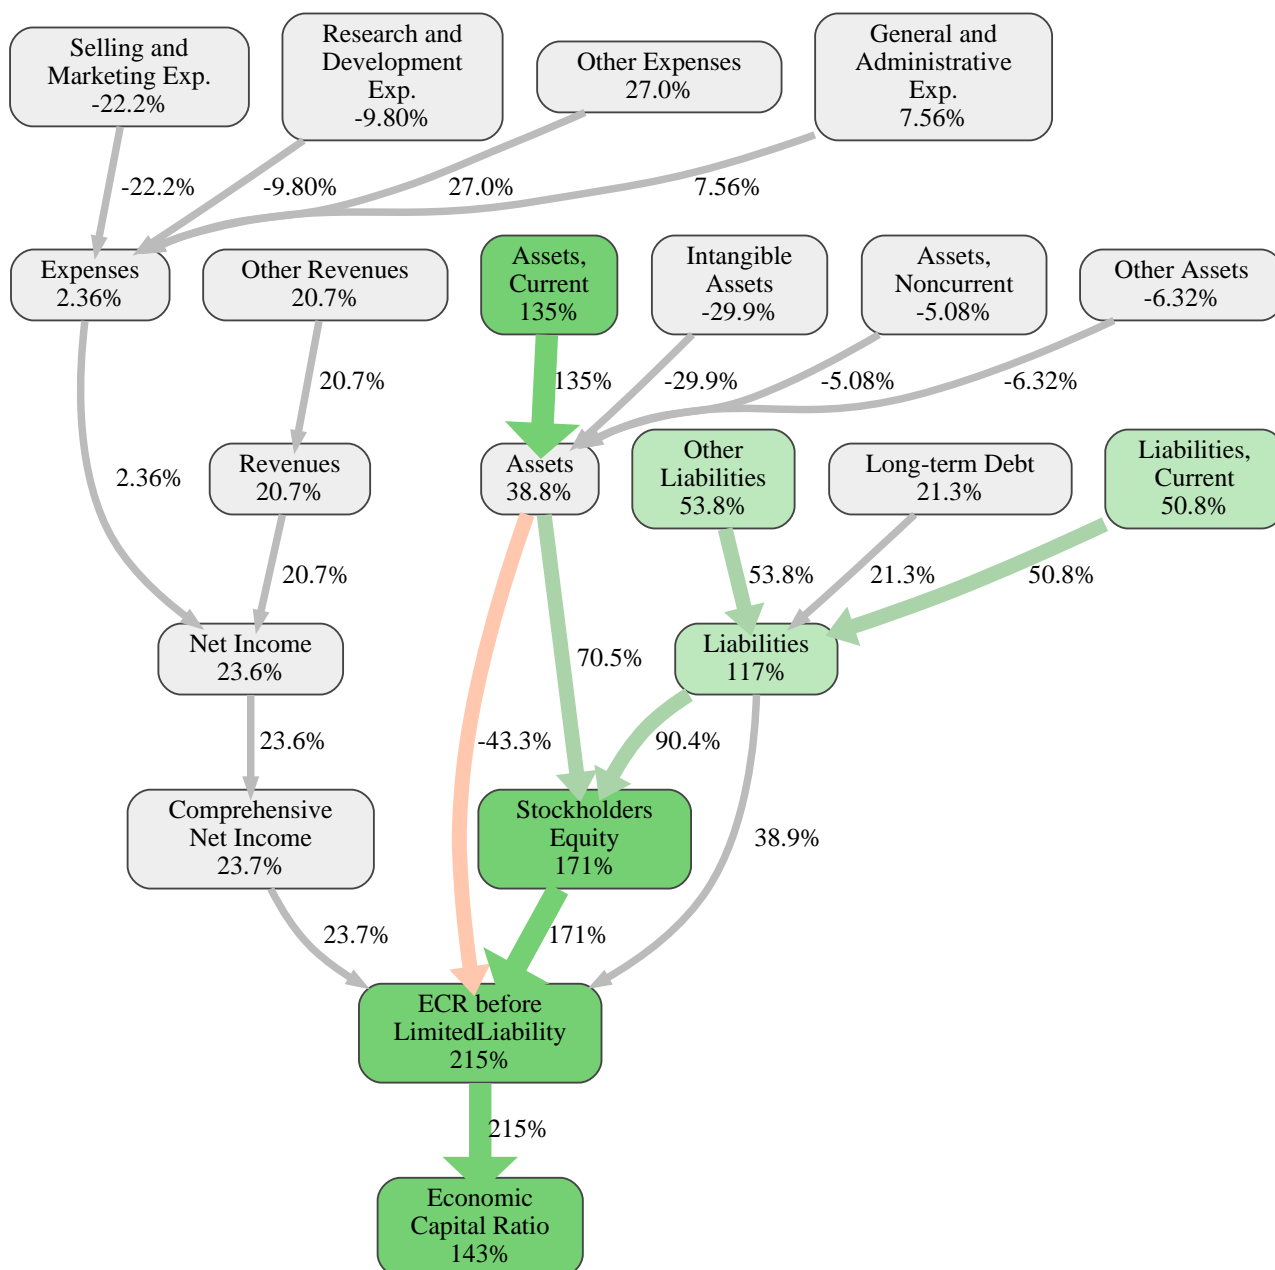 Selling and
Marketing Exp.
-22.2%
Research and
Development
Exp.
-9.80%
Other Expenses
27.0%
General and
Administrative
Exp.
7.56%
-22.2%
-9.80%
27.0%
7.56%
Expenses
2.36%
Other Revenues
20.7%
Assets,
Current
135%
Intangible
Assets
-29.9%
Assets,
Noncurrent
-5.08%
Other Assets
-6.32%
20.7%
135%
-29.9%
-5.08%
-6.32%
2.36%
Revenues
20.7%
Assets
38.8%
Other
Liabilities
53.8%
Long-term Debt
21.3%
Liabilities,
Current
50.8%
20.7%
53.8%
21.3%
50.8%
Net Income
23.6%
70.5%
Liabilities
117%
23.6%
-43.3%
90.4%
Comprehensive
Net Income
23.7%
Stockholders
Equity
171%
38.9%
23.7%
171%
ECR before
LimitedLiability
215%
215%
Economic
Capital Ratio
143%